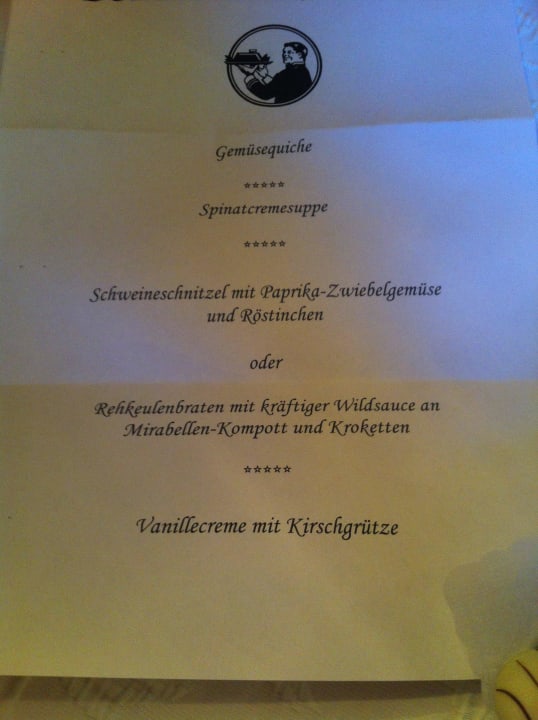 Gemüsequiche
*****
Spinatcremesuppe
*****
Schweineschnitzel mit Paprika-Zwiebelgemüse
und Röstinchen
oder
Rehkeulenbraten mit kräftiger Wildsauce an
Mirabellen-Kompott und Kroketten
*****
Vanillecreme mit Kirschgrütze